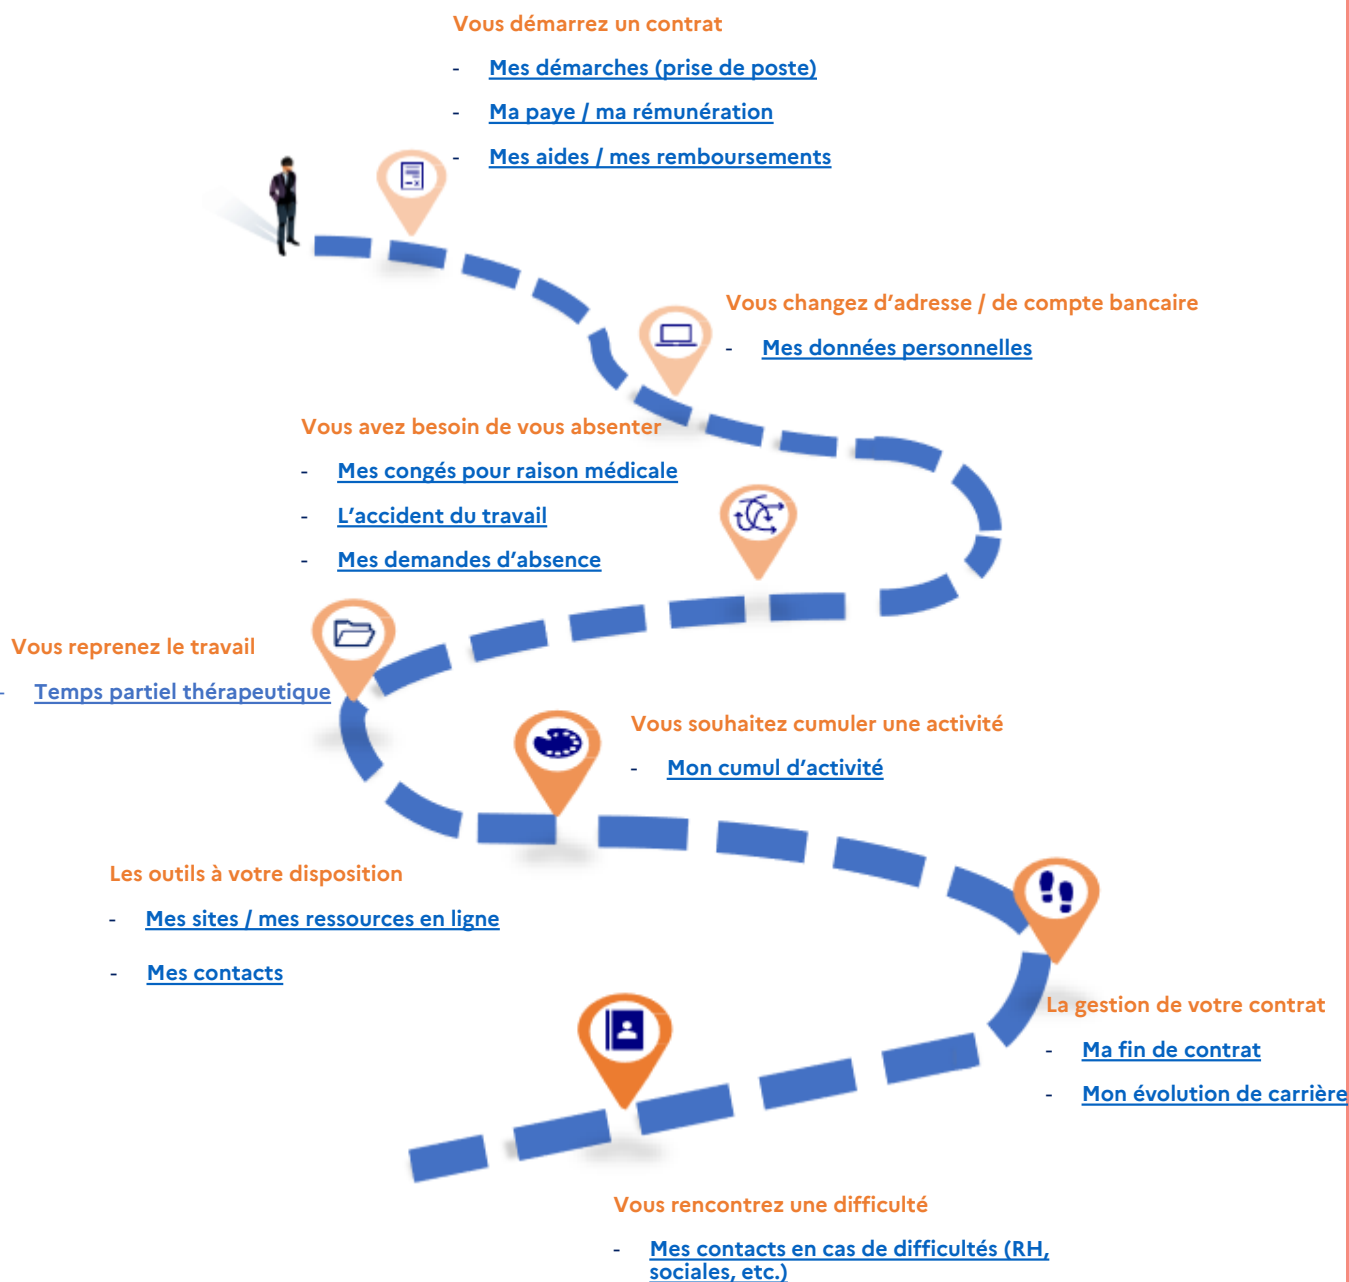 Vous démarrez un contrat
- Mes démarches (prise de poste)
- Ma paye / ma rémunération
- Mes aides / mes remboursements
Vous changez d'adresse / de compte bancaire
- Mes données personnelles
Vous avez besoin de vous absenter
- Mes congés pour raison médicale
- L'accident du travail
- Mes demandes d'absence
Vous reprenez le travail
- Temps partiel thérapeutique
Vous souhaitez cumuler une activité
- Mon cumul d'activité
Les outils à votre disposition
- Mes sites / mes ressources en ligne
- Mes contacts
La gestion de votre contrat
- Ma fin de contrat
- Mon évolution de carrière
Vous rencontrez une difficulté
- Mes contacts en cas de difficultés (RH,
sociales, etc.)